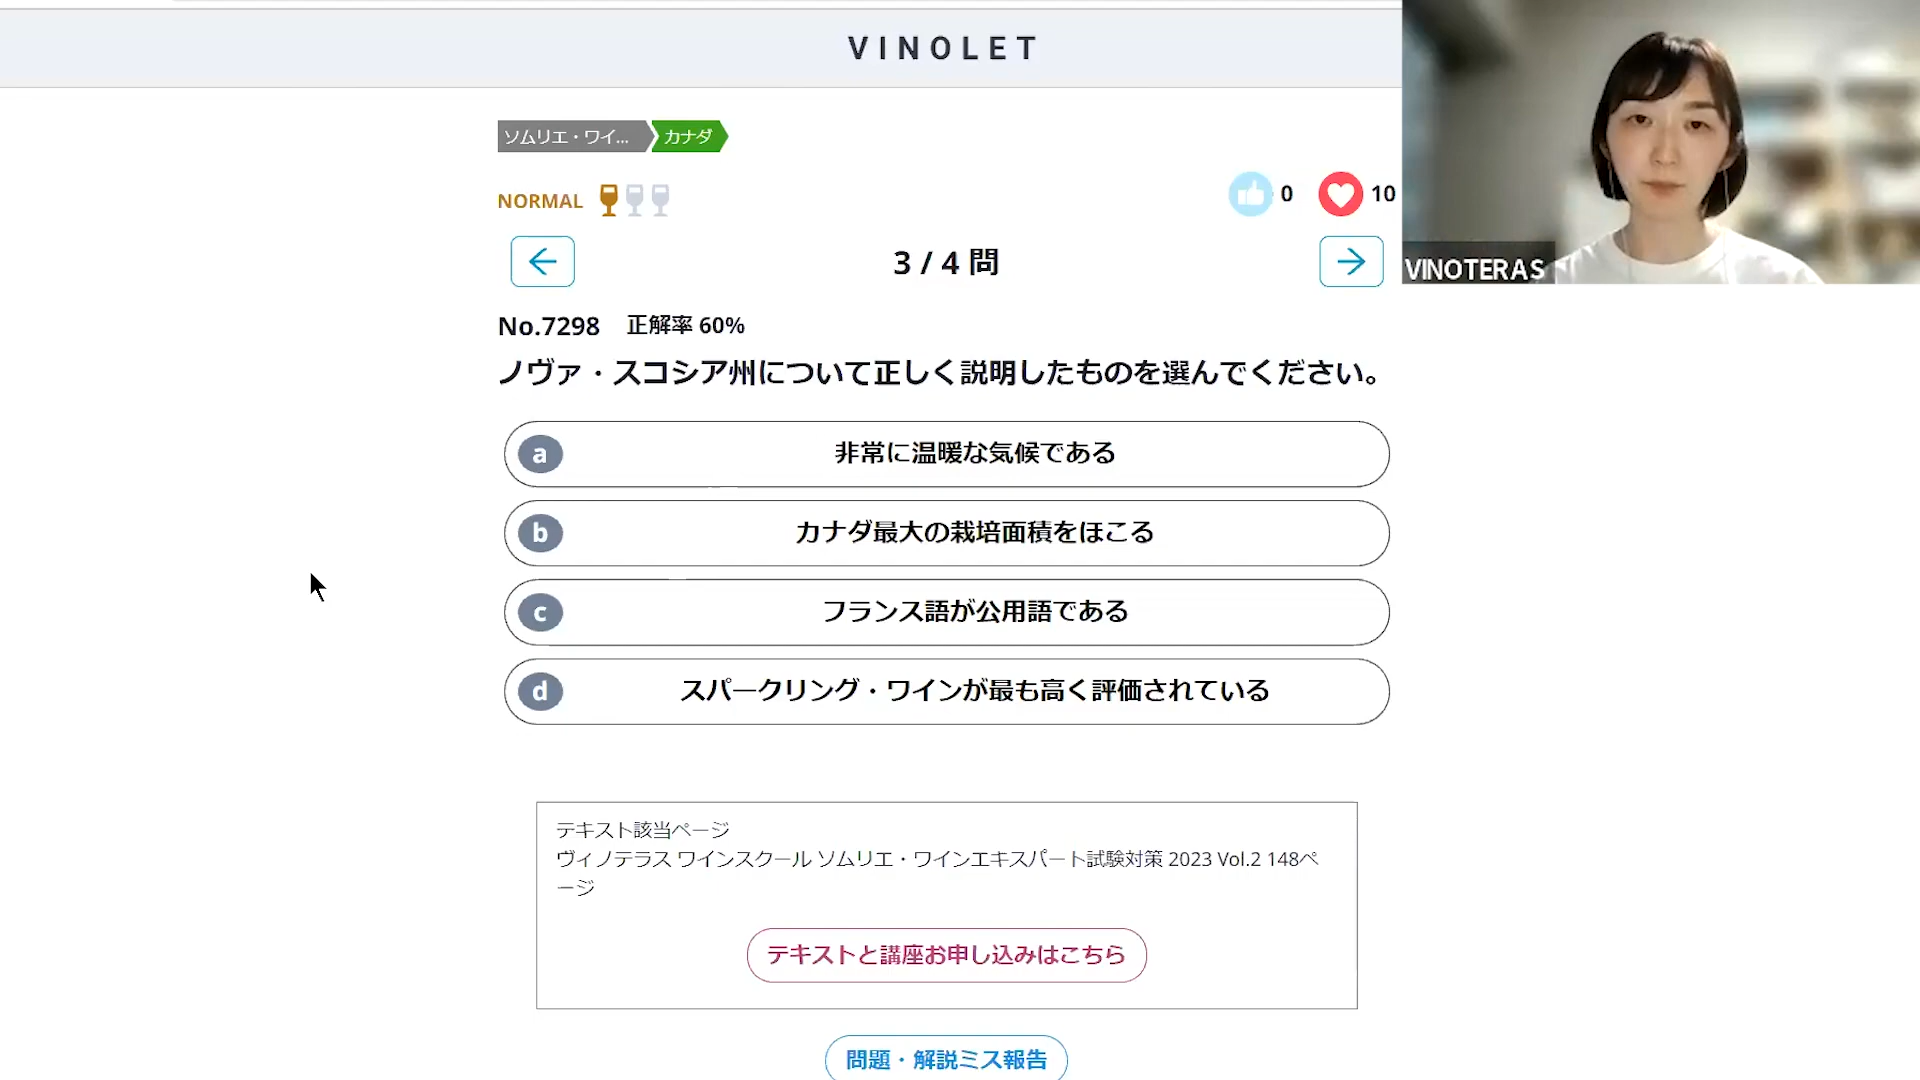 VINOLET
ソムリエ・ワイ... カナダ
NORMAL
0 10
3 / 4 問
VINOTERAS
No.7298 正解率 60%
ノヴァ・スコシア州について正しく説明したものを選んでください。
a 非常に温暖な気候である
b カナダ最大の栽培面積をほこる
c フランス語が公用語である
d スパークリング・ワインが最も高く評価されている
テキスト該当ページ
ヴィノテラス ワインスクール ソムリエ・ワインエキスパート試験対策 2023 Vol.2 148ペ
ージ
テキストと講座お申し込みはこちら
問題・解説ミス報告